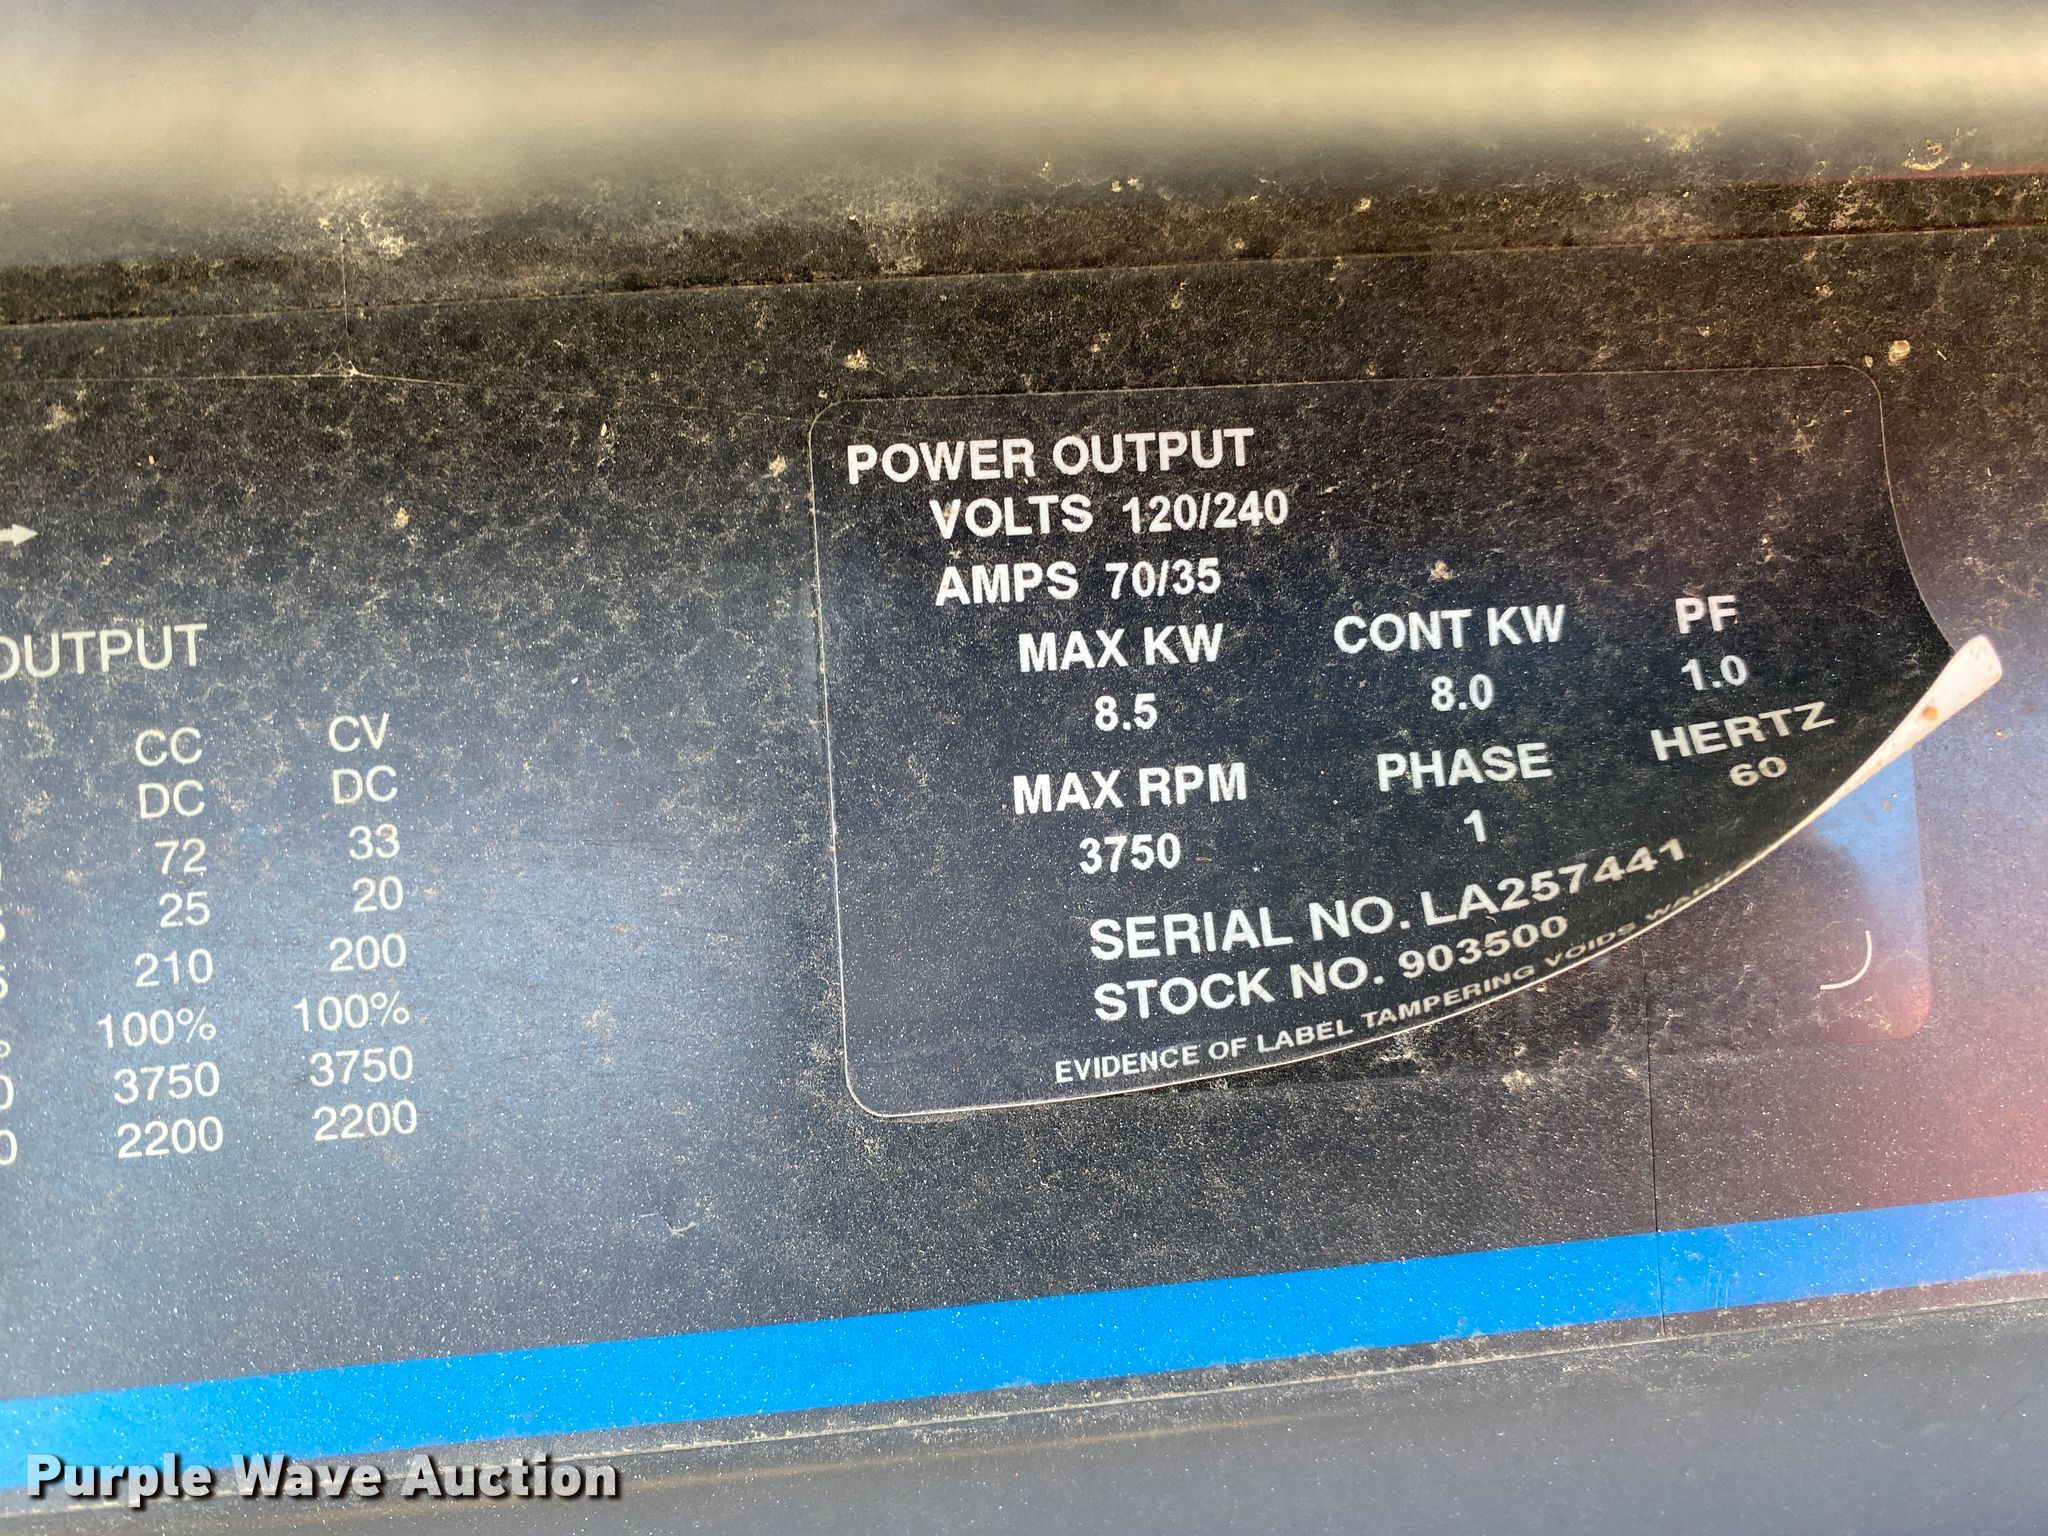 POWER OUTPUT
VOLTS 120/240
AMPS 70/35
MAX KW CONT KW PF
8.5 8.0 1.0
MAX RPM PHASE HERTZ
3750 1 60
SERIAL NO. LA257441
STOCK NO. 903500
EVIDENCE OF LABEL TAMPERING VOIDS
OUTPUT
CC CV
DC DC
72 33
25 20
210 200
100% 100%
3750 3750
2200 2200
Purple Wave Auction